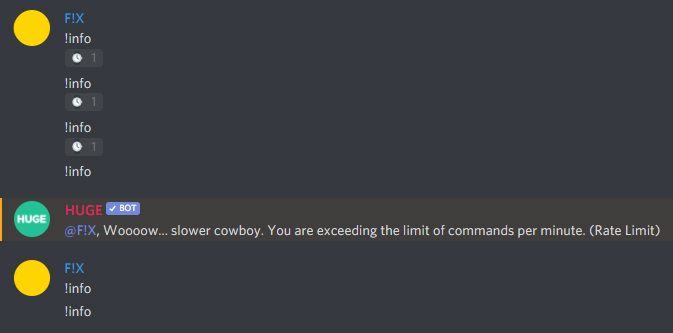 F!X
!info
1
!info
1
!info
1
!info
HUGE
HUGE ✓ BOT
@F!X, Woooow... slower cowboy. You are exceeding the limit of commands per minute. (Rate Limit)
F!X
!info
!info